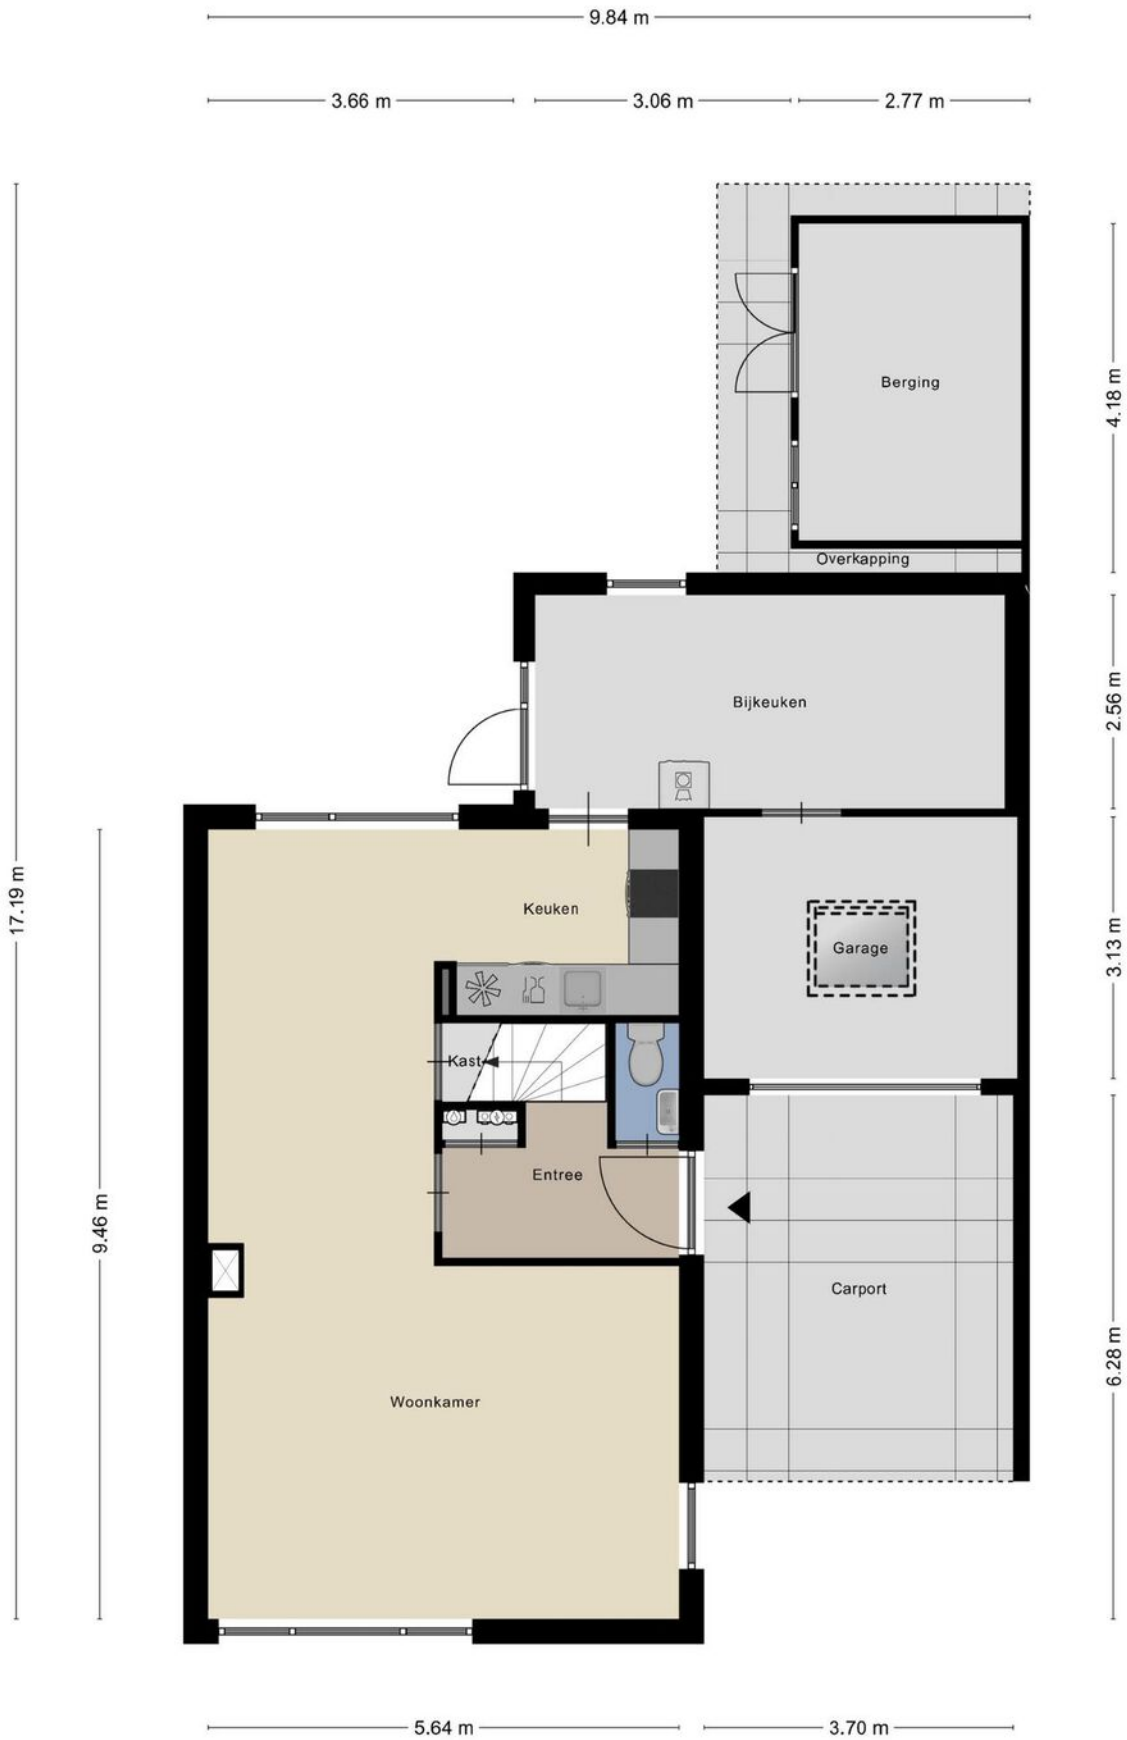 9.84 m
3.66 m
3.06 m
2.77 m
Berging
4.18 m
Overkapping
Bijkeuken
2.56 m
17.19 m
Keuken
Garage
3.13 m
Kast
Entree
9.46 m
Carport
6.28 m
Woonkamer
5.64 m
3.70 m